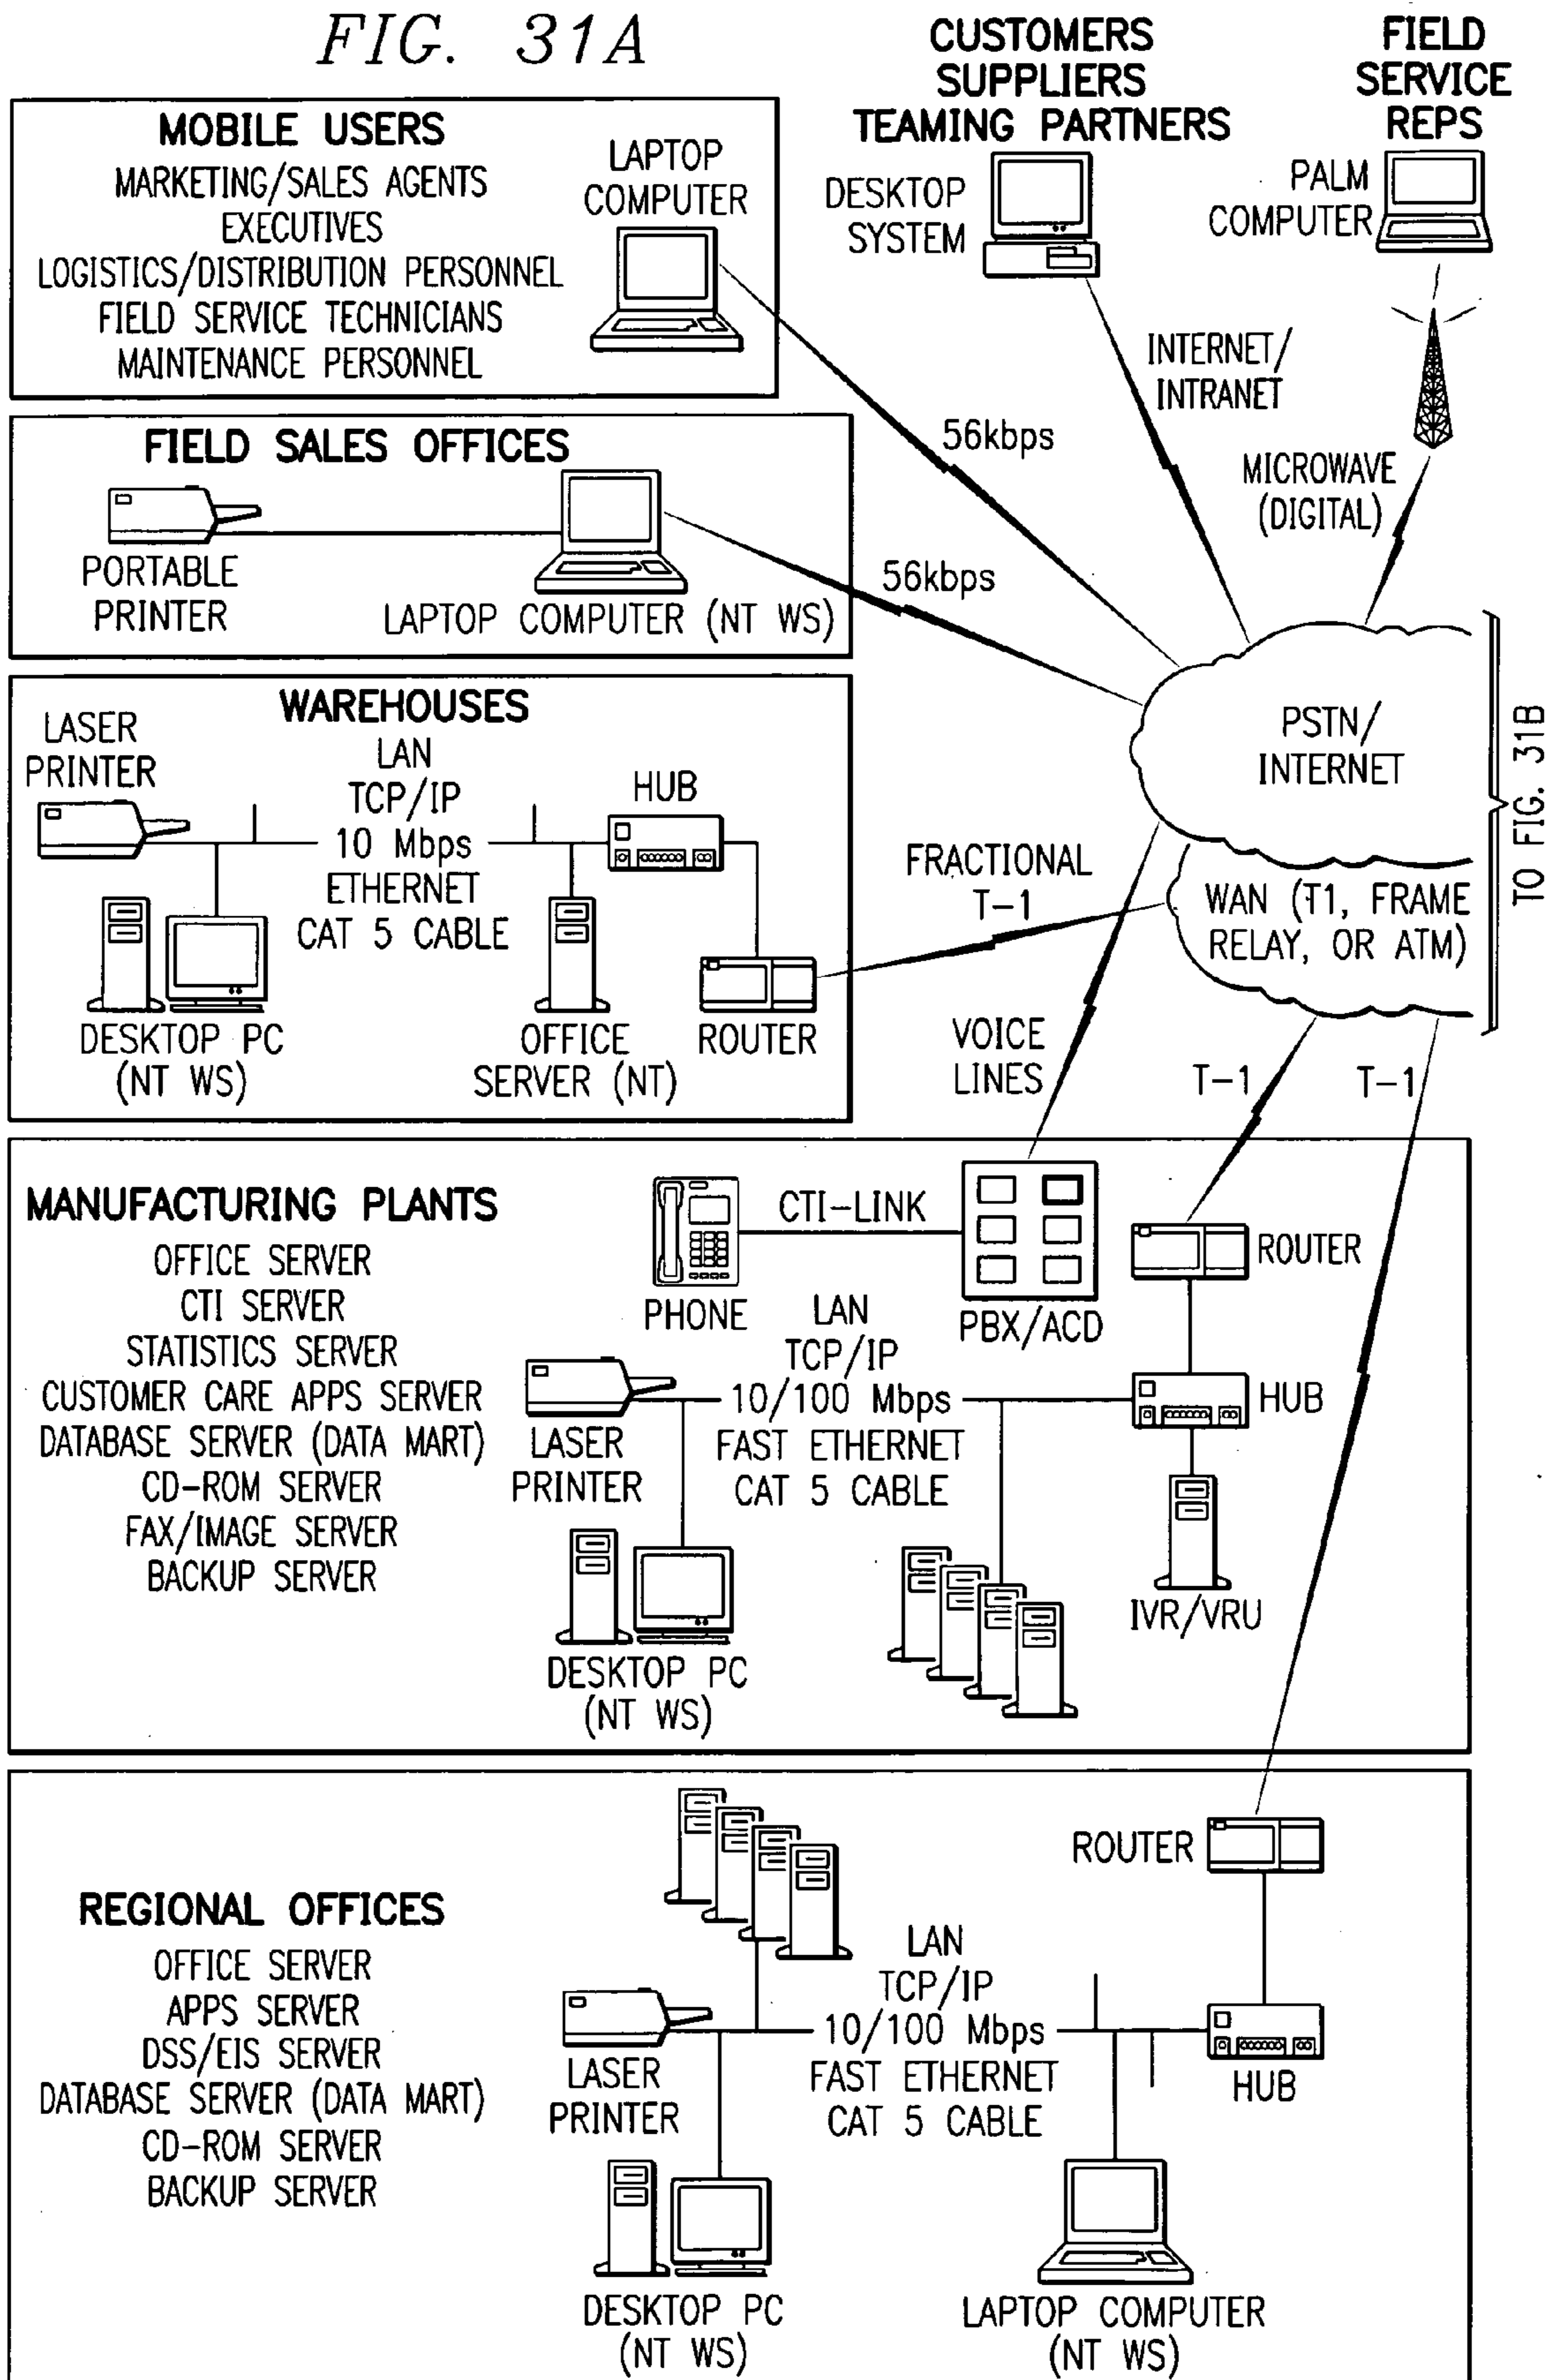 FIG. 31A
CUSTOMERS
SUPPLIERS
TEAMING PARTNERS
FIELD
SERVICE
REPS
MOBILE USERS
MARKETING/SALES AGENTS
EXECUTIVES
LOGISTICS/DISTRIBUTION PERSONNEL
FIELD SERVICE TECHNICIANS
MAINTENANCE PERSONNEL
LAPTOP
COMPUTER
DESKTOP
SYSTEM
PALM
COMPUTER
INTERNET/
INTRANET
56kbps
MICROWAVE
(DIGITAL)
FIELD SALES OFFICES
PORTABLE
PRINTER
LAPTOP COMPUTER (NT WS)
56kbps
PSTN/
INTERNET
WAN (T1, FRAME
RELAY, OR ATM)
TO FIG. 31B
WAREHOUSES
LASER
PRINTER
LAN
TCP/IP
10 Mbps
ETHERNET
CAT 5 CABLE
HUB
DESKTOP PC
(NT WS)
OFFICE
SERVER (NT)
ROUTER
FRACTIONAL
T-1
VOICE
LINES
T-1
T-1
MANUFACTURING PLANTS
OFFICE SERVER
CTI SERVER
STATISTICS SERVER
CUSTOMER CARE APPS SERVER
DATABASE SERVER (DATA MART)
CD-ROM SERVER
FAX/IMAGE SERVER
BACKUP SERVER
PHONE
CTI-LINK
PBX/ACD
ROUTER
LAN
TCP/IP
10/100 Mbps
FAST ETHERNET
CAT 5 CABLE
HUB
LASER
PRINTER
IVR/VRU
DESKTOP PC
(NT WS)
REGIONAL OFFICES
OFFICE SERVER
APPS SERVER
DSS/EIS SERVER
DATABASE SERVER (DATA MART)
CD-ROM SERVER
BACKUP SERVER
ROUTER
LAN
TCP/IP
10/100 Mbps
FAST ETHERNET
CAT 5 CABLE
HUB
LASER
PRINTER
DESKTOP PC
(NT WS)
LAPTOP COMPUTER
(NT WS)